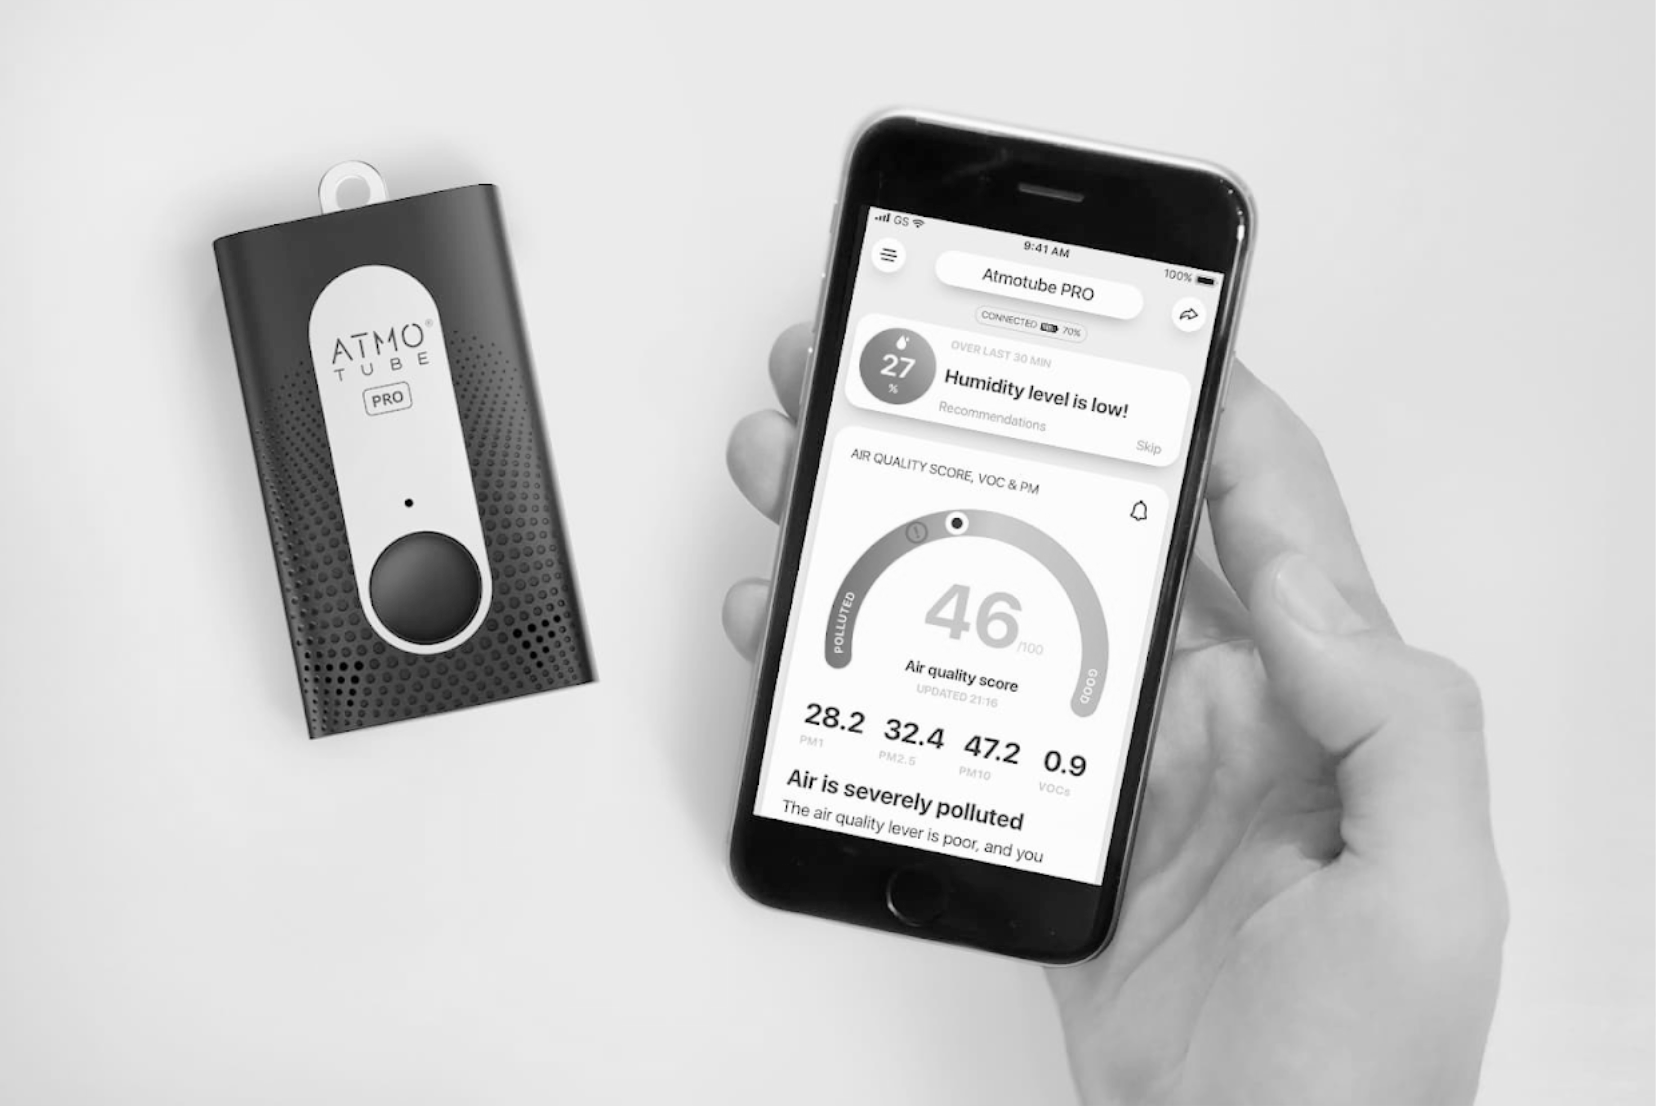 ATMO®
TUBE
PRO
GS
9:41 AM
100%
Atmotube PRO
CONNECTED 70%
27
%
OVER LAST 30 MIN
Humidity level is low!
Recommendations
Skip
AIR QUALITY SCORE, VOC & PM
POLLUTED
GOOD
46/100
Air quality score
UPDATED 21:16
28.2 32.4 47.2 0.9
PM1 PM2.5 PM10 VOCs
Air is severely polluted
The air quality lever is poor, and you